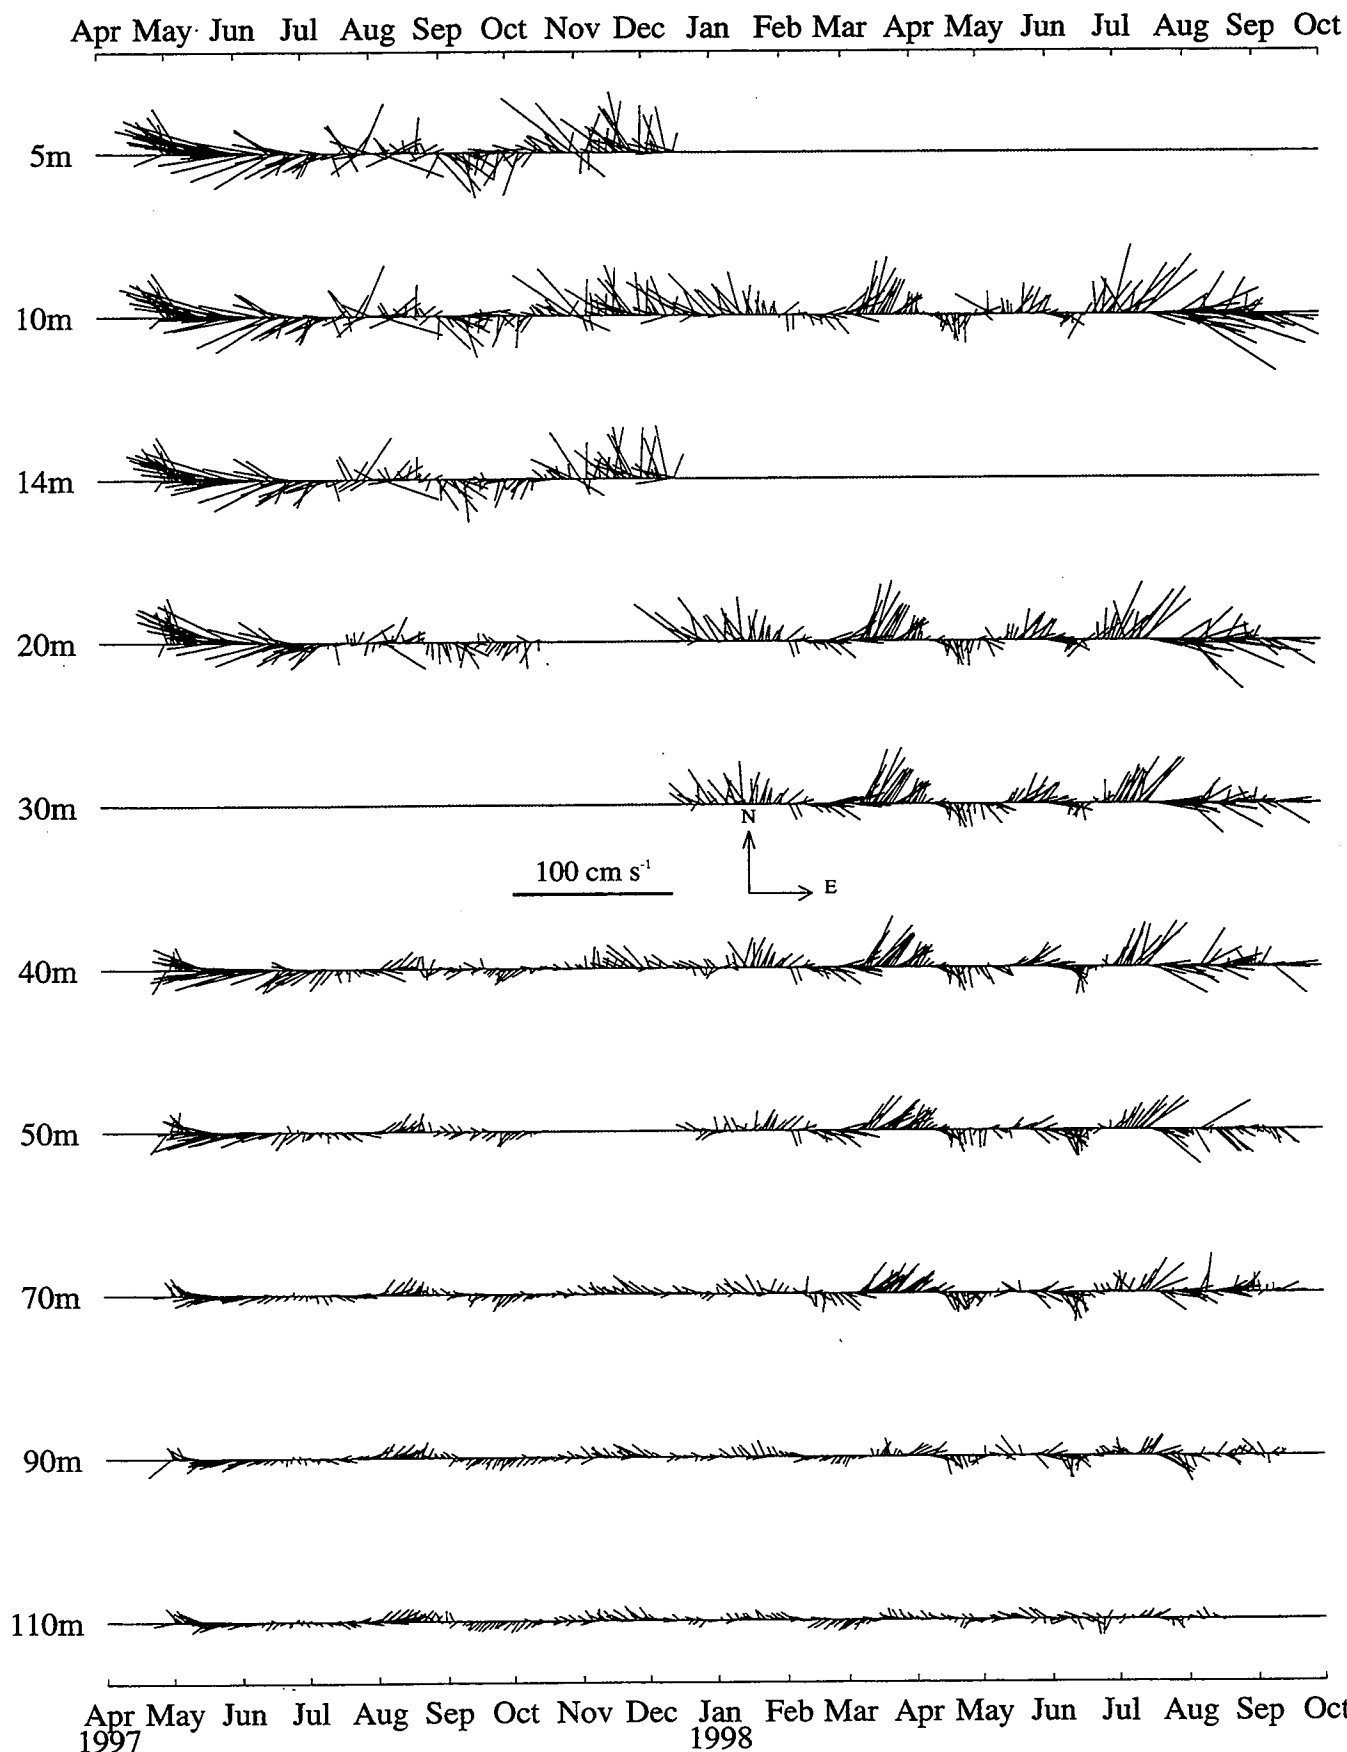 Apr May Jun Jul Aug Sep Oct Nov Dec Jan Feb Mar Apr May Jun Jul Aug Sep Oct
5m
10m
14m
20m
30m
N
100 cm s⁻¹
E
40m
50m
70m
90m
110m
Apr May Jun Jul Aug Sep Oct Nov Dec Jan Feb Mar Apr May Jun Jul Aug Sep Oct
1997 1998